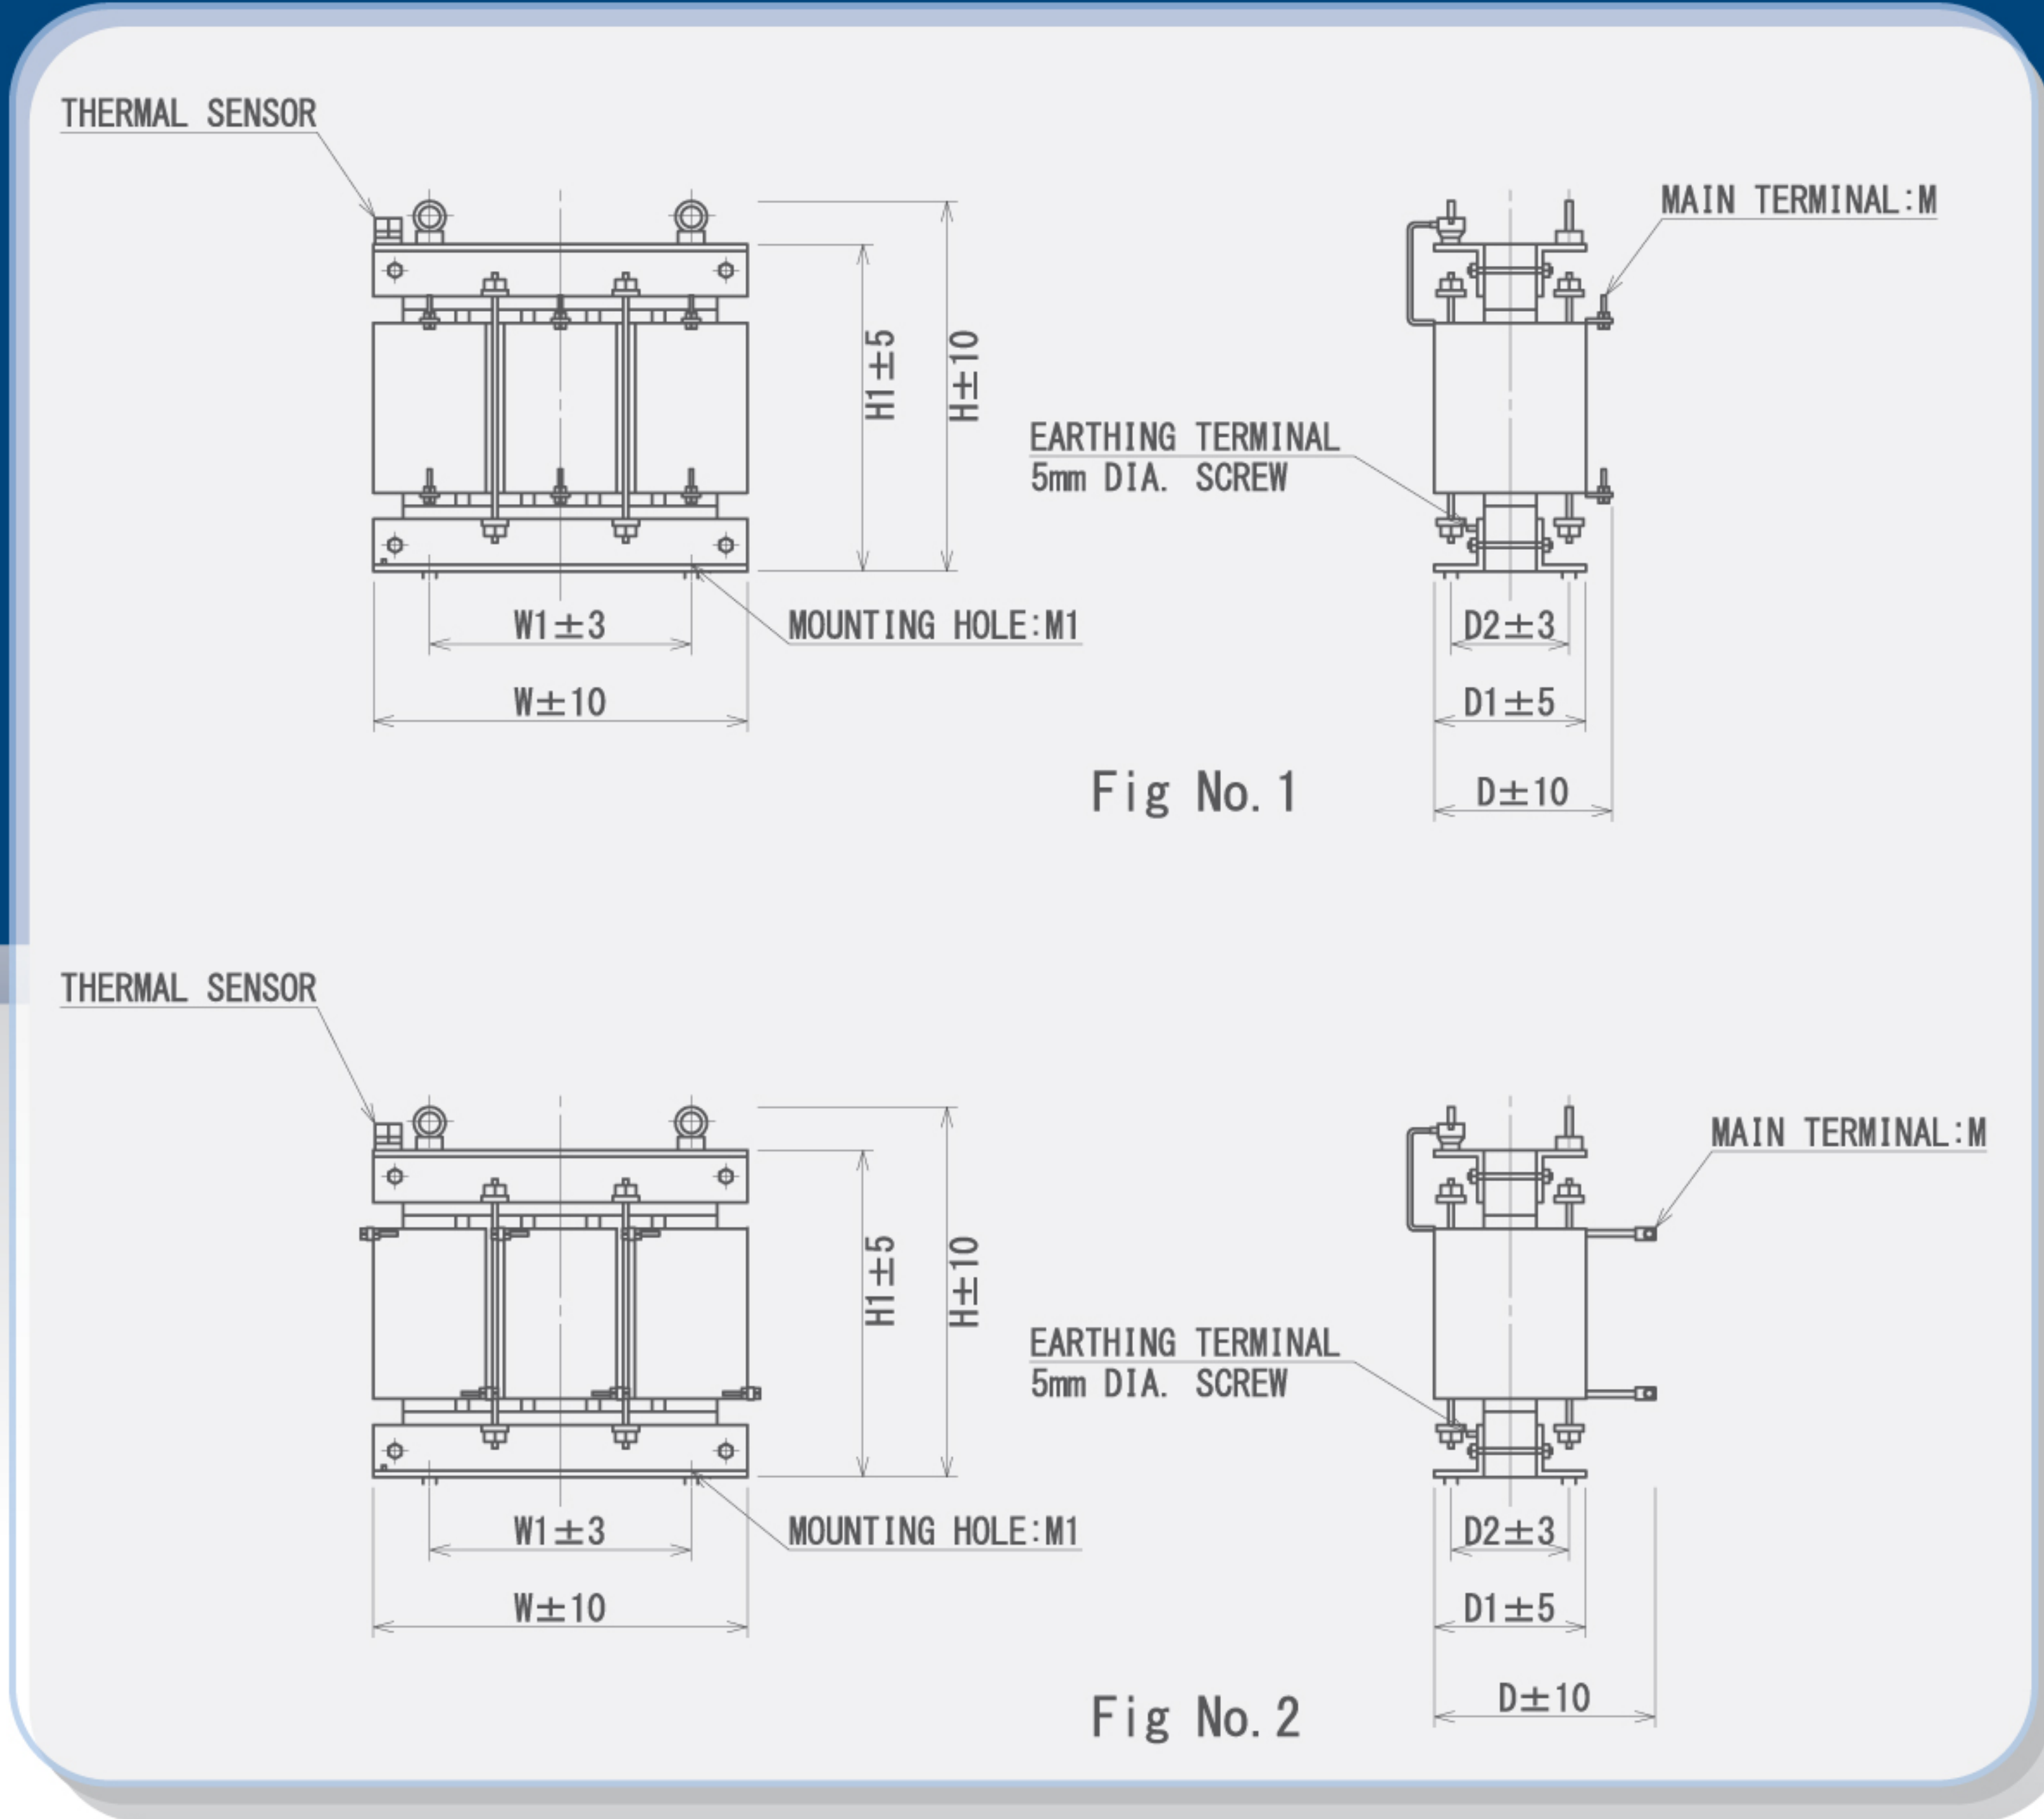 THERMAL SENSOR
MAIN TERMINAL:M
H1±5
H±10
EARTHING TERMINAL
5mm DIA. SCREW
W1±3
MOUNTING HOLE:M1
D2±3
W±10
D1±5
Fig No.1
D±10
THERMAL SENSOR
MAIN TERMINAL:M
H1±5
H±10
EARTHING TERMINAL
5mm DIA. SCREW
W1±3
MOUNTING HOLE:M1
D2±3
W±10
D1±5
D±10
Fig No.2